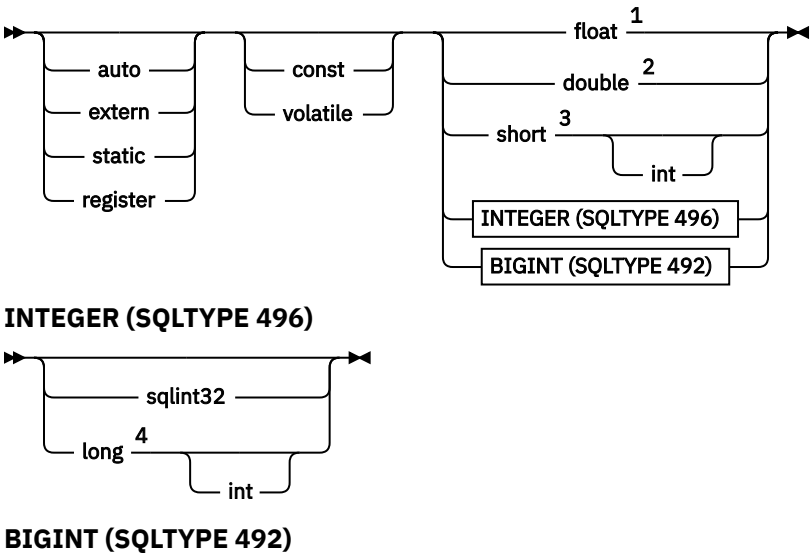 float 1
auto
const
double 2
extern
volatile
short 3
static
int
register
INTEGER (SQLTYPE 496)
BIGINT (SQLTYPE 492)
INTEGER (SQLTYPE 496)
sqlint32
long 4
int
BIGINT (SQLTYPE 492)